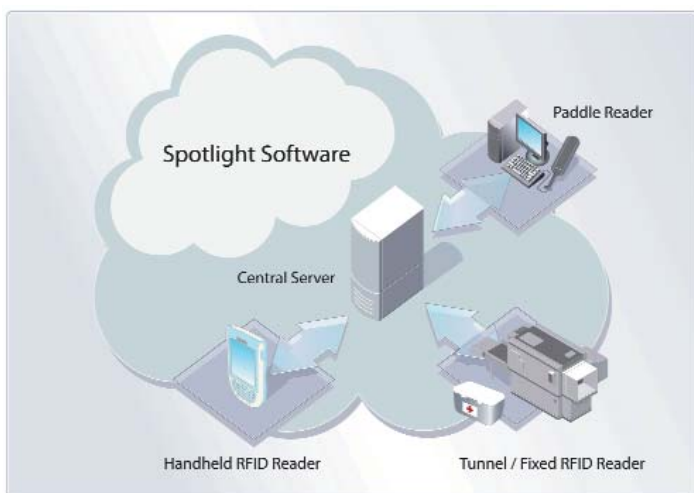 Spotlight Software
Paddle Reader
Central Server
Handheld RFID Reader
Tunnel / Fixed RFID Reader